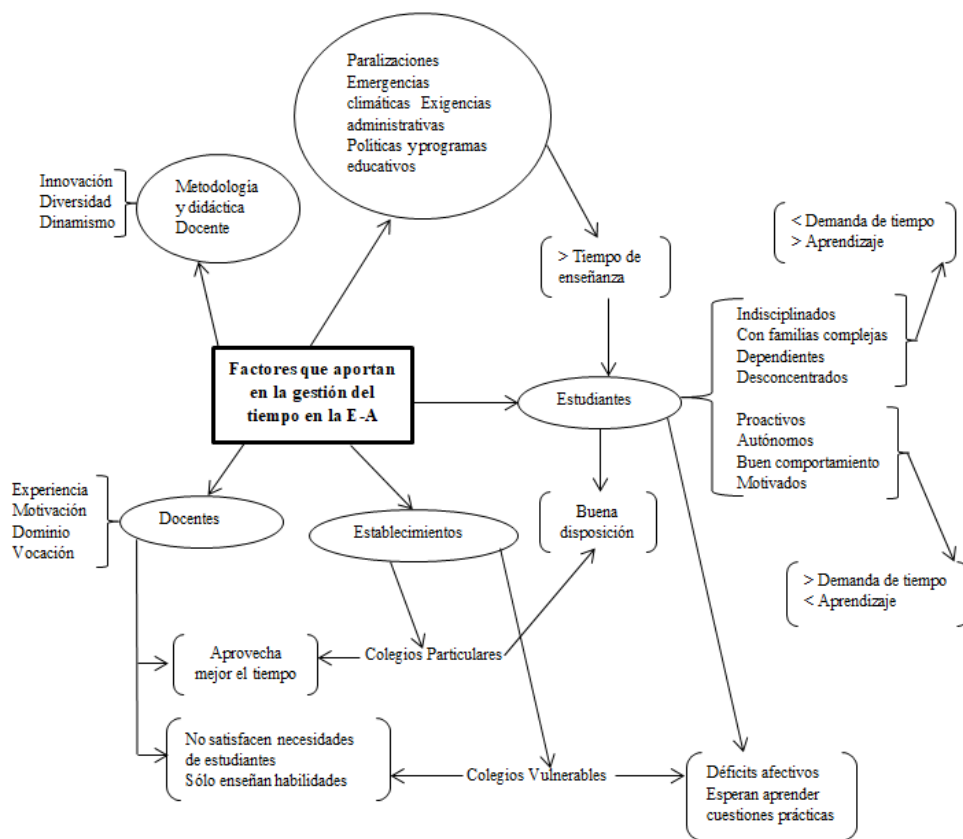 Paralizaciones
Emergencias
climáticas Exigencias
administrativas
Políticas y programas
educativos
Innovación
Diversidad
Dinamismo
Metodología
y didáctica
Docente
< Demanda de tiempo
> Aprendizaje
> Tiempo de
enseñanza
Indisciplinados
Con familias complejas
Dependientes
Desconcentrados
Factores que aportan
en la gestión del
tiempo en la E-A
Estudiantes
Proactivos
Autónomos
Buen comportamiento
Motivados
Experiencia
Motivación
Dominio
Vocación
Docentes
Establecimientos
Buena
disposición
> Demanda de tiempo
< Aprendizaje
Aprovecha
mejor el tiempo
Colegios Particulares
No satisfacen necesidades
de estudiantes
Sólo enseñan habilidades
Colegios Vulnerables
Déficits afectivos
Esperan aprender
cuestiones prácticas